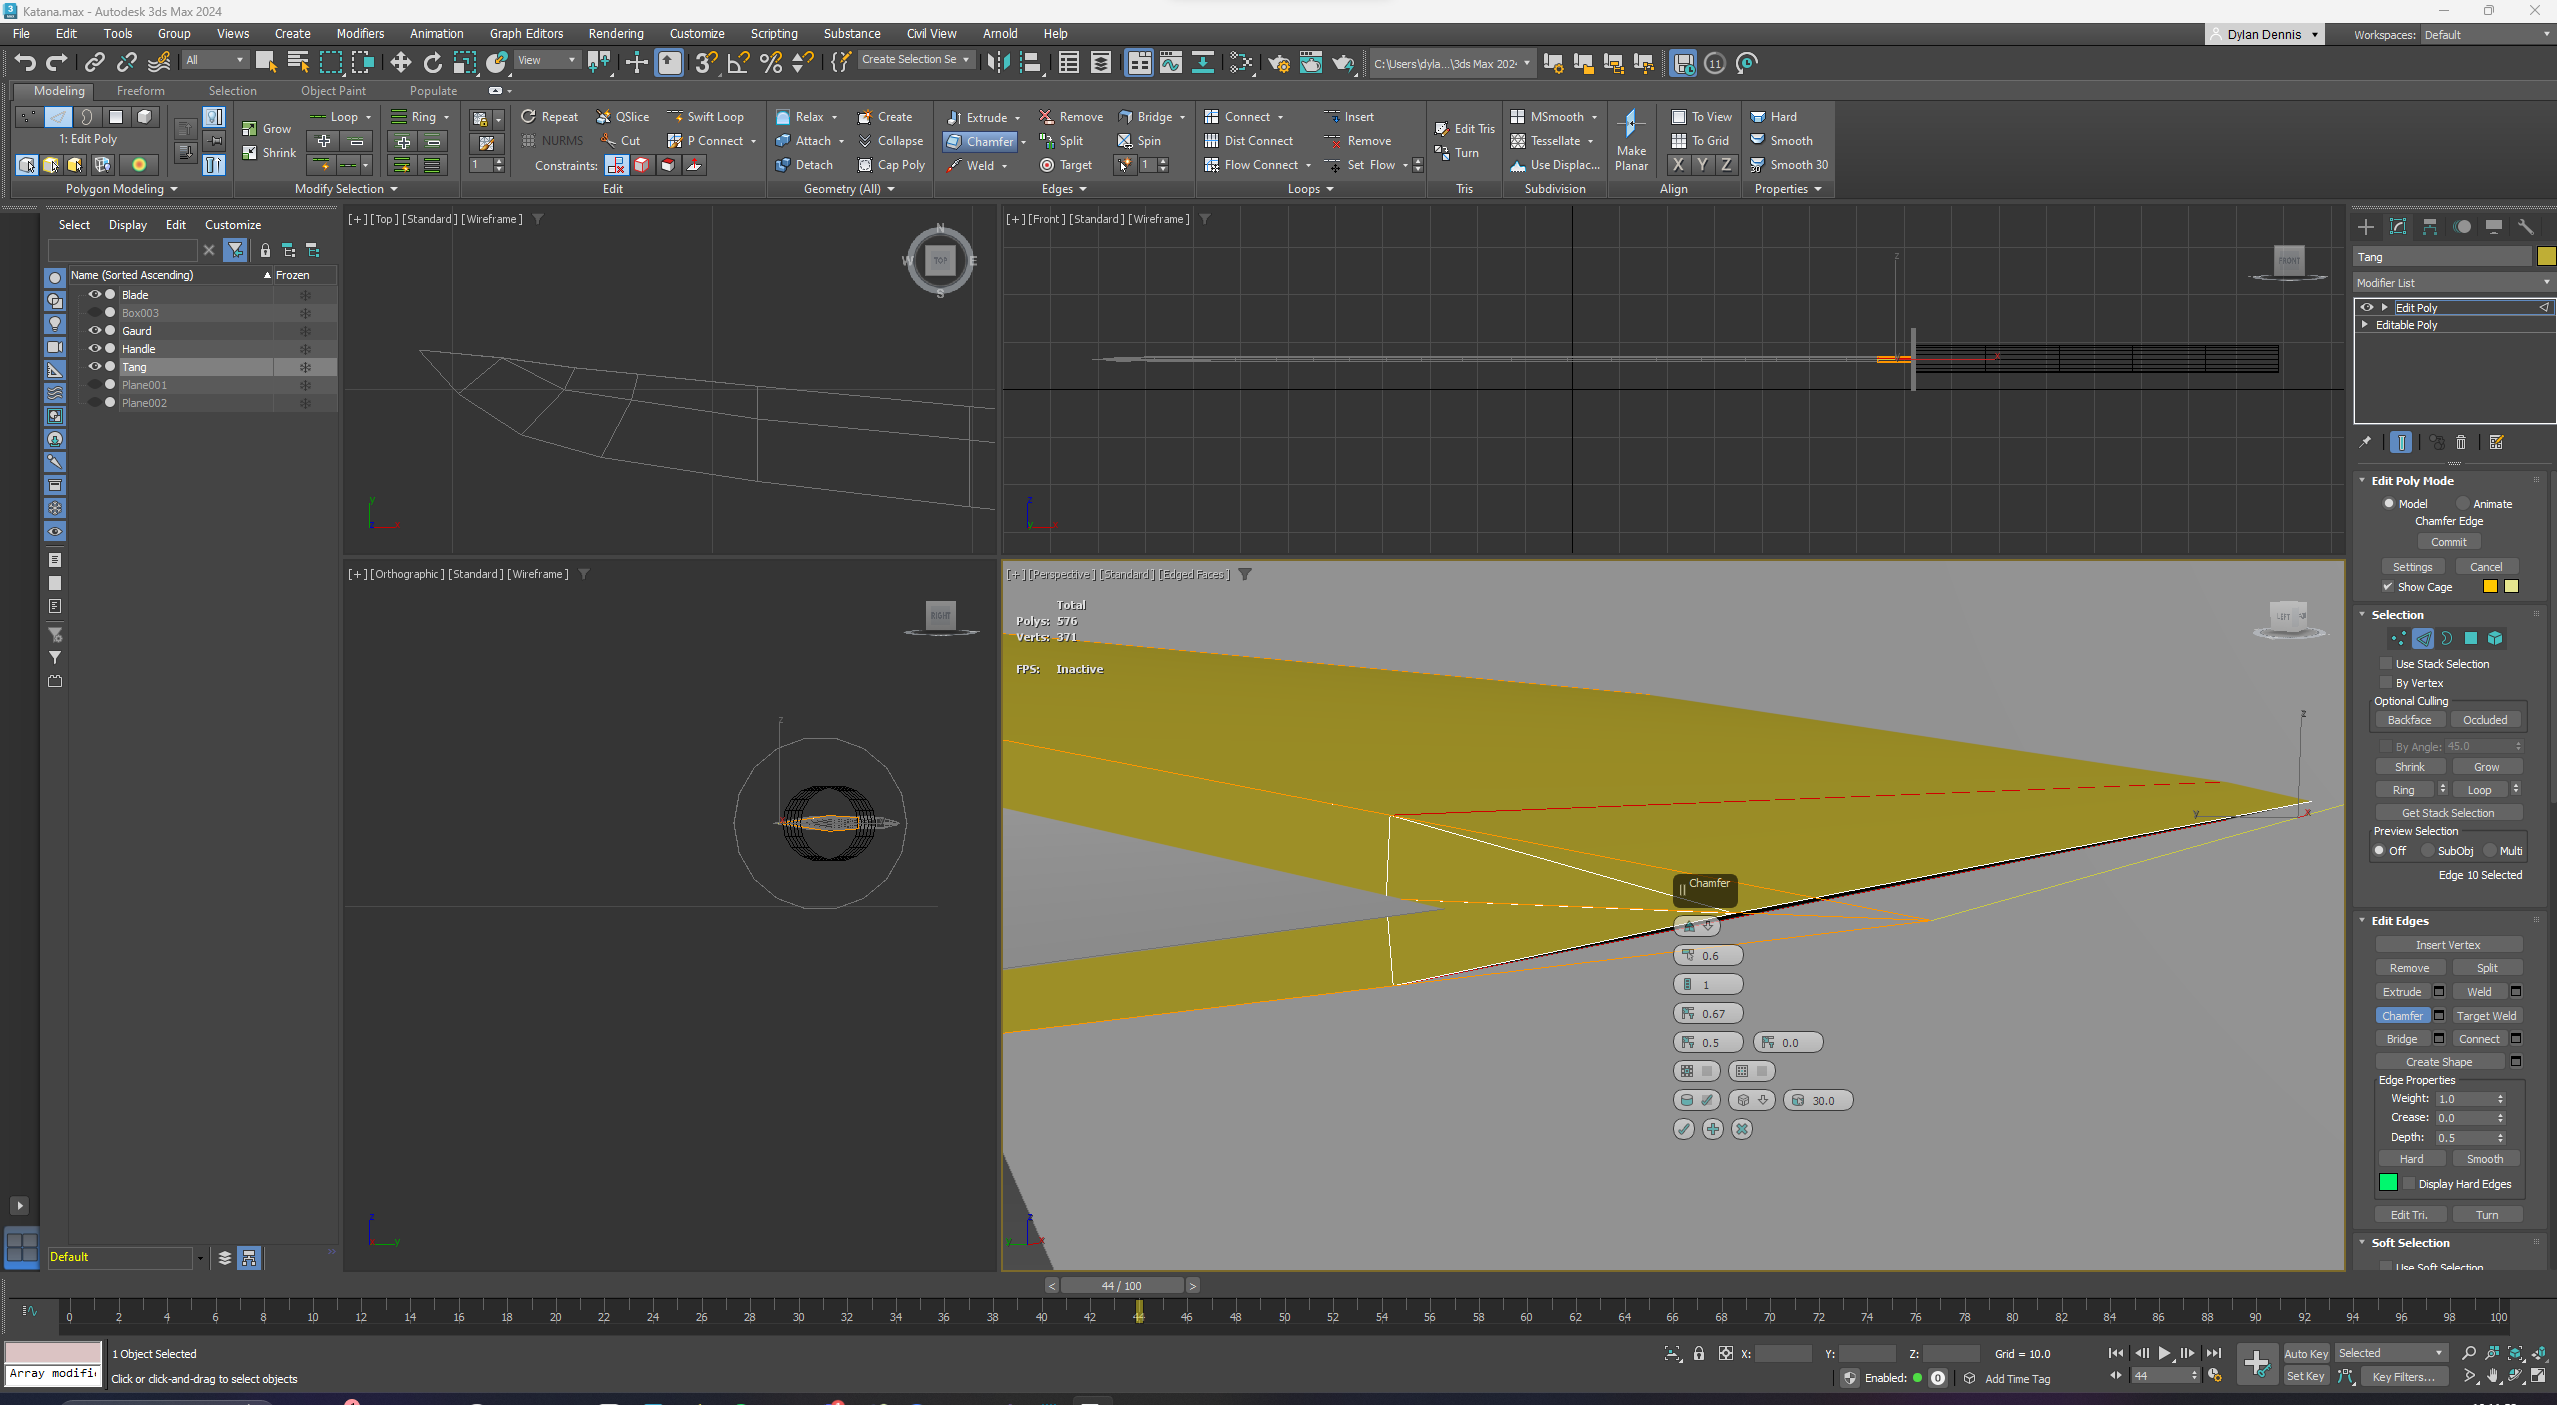 Katana.max - Autodesk 3ds Max 2024
File Edit Tools Group Views Create Modifiers Animation Graph Editors Rendering Customize Scripting Substance Civil View Arnold Help
Dylan Dennis
Workspaces: Default
All
View
Create Selection Se
C:\Users\dyla...\3ds Max 202
11
Modeling Freeform Selection Object Paint Populate
1: Edit Poly
Polygon Modeling
Grow
Shrink
Loop
Ring
Modify Selection
1
Repeat QSlice Swift Loop
NURMS Cut P Connect
Constraints:
Edit
Relax Create
Attach Collapse
Detach Cap Poly
Geometry (All)
Extrude Remove Bridge
Chamfer Split Spin
Weld Target 1
Edges
Connect Insert
Dist Connect Remove
Flow Connect Set Flow
Loops
Edit Tris
Turn
Tris
MSmooth
Tessellate
Use Displac...
Subdivision
Make Planar
To View
To Grid
X Y Z
Align
Hard
Smooth
Smooth 30
Properties
Select Display Edit Customize
Name (Sorted Ascending) Frozen
Blade
Box003
Gaurd
Handle
Tang
Plane001
Plane002
Default
[+] [Top] [Standard] [Wireframe]
N
W TOP E
S
y
z x
[+] [Front] [Standard] [Wireframe]
FRONT
z
x
z
y x
[+] [Orthographic] [Standard] [Wireframe]
RIGHT
z
z
y
[+] [Perspective] [Standard] [Edged Faces]
Total
Polys: 576
Verts: 371
FPS: Inactive
LEFT
z
y x
Chamfer
0.6
1
0.67
0.5 0.0
30.0
z
y x
Tang
Modifier List
Edit Poly
Editable Poly
Edit Poly Mode
Model Animate
Chamfer Edge
Commit
Settings Cancel
Show Cage
Selection
Use Stack Selection
By Vertex
Optional Culling
Backface Occluded
By Angle: 45.0
Shrink Grow
Ring Loop
Get Stack Selection
Preview Selection
Off SubObj Multi
Edge 10 Selected
Edit Edges
Insert Vertex
Remove Split
Extrude Weld
Chamfer Target Weld
Bridge Connect
Create Shape
Edge Properties
Weight: 1.0
Crease: 0.0
Depth: 0.5
Hard Smooth
Display Hard Edges
Edit Tri. Turn
Soft Selection
Use Soft Selection
< 44 / 100 >
0 2 4 6 8 10 12 14 16 18 20 22 24 26 28 30 32 34 36 38 40 42 44 46 48 50 52 54 56 58 60 62 64 66 68 70 72 74 76 78 80 82 84 86 88 90 92 94 96 98 100
1 Object Selected
Array modifi
Click or click-and-drag to select objects
X: Y: Z: Grid = 10.0
Enabled: 0 Add Time Tag
44
Auto Key Selected
Set Key Key Filters...